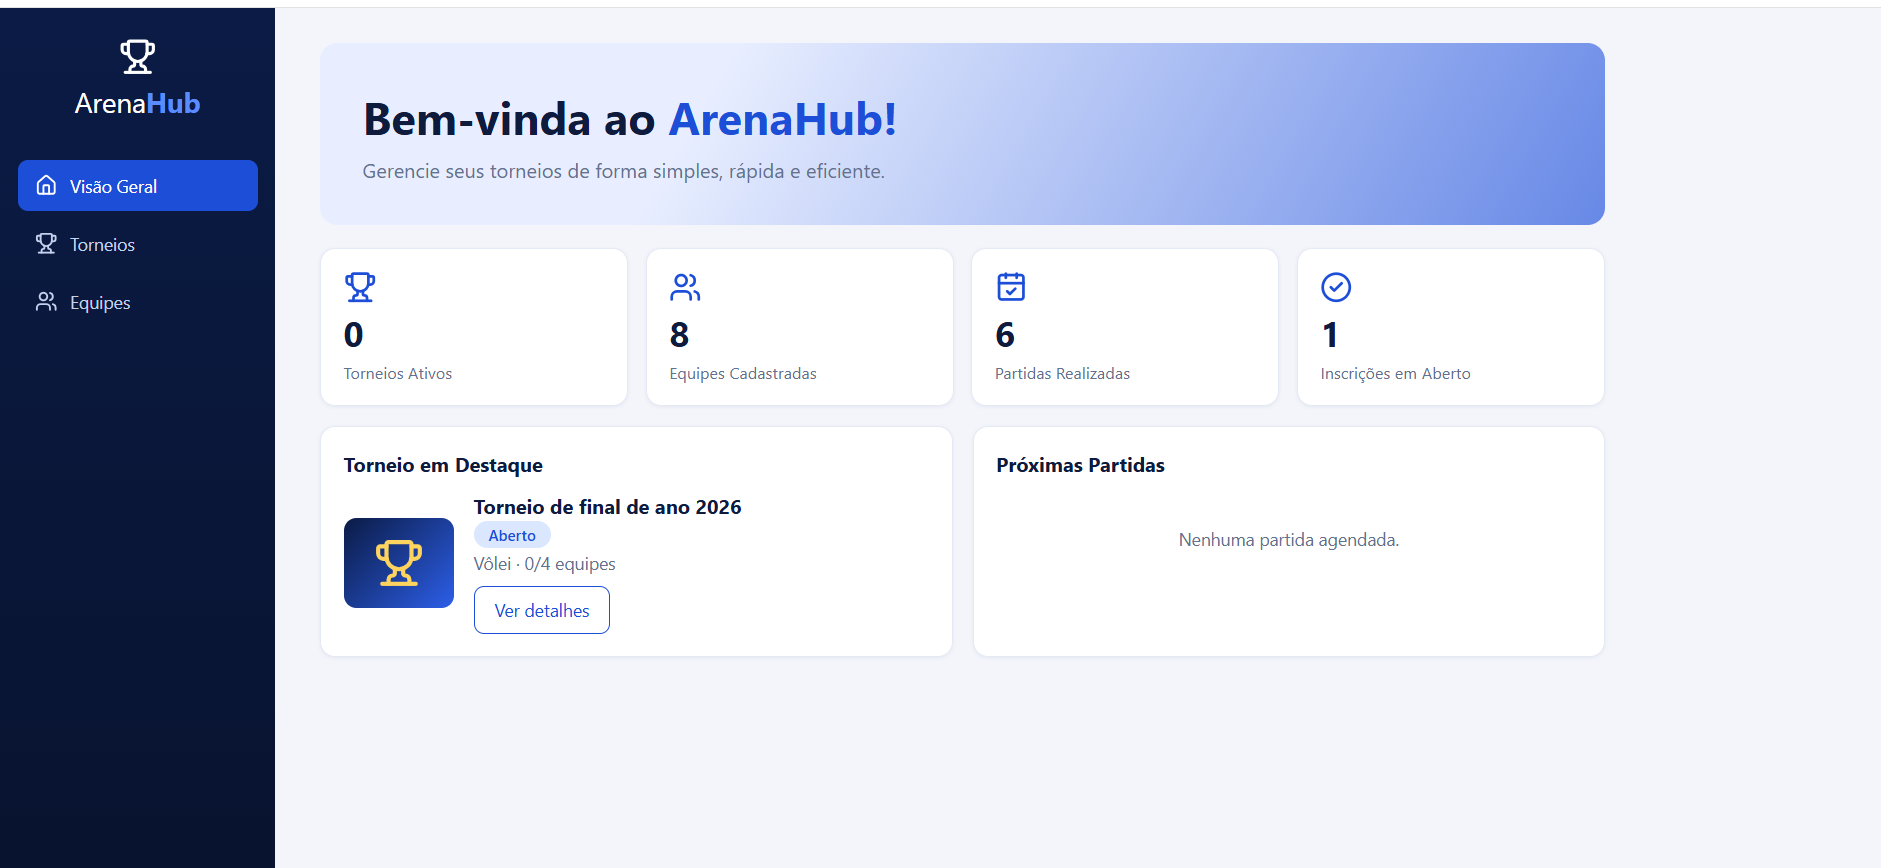 ArenaHub
Visão Geral
Torneios
Equipes
Bem-vinda ao ArenaHub!
Gerencie seus torneios de forma simples, rápida e eficiente.
0
Torneios Ativos
8
Equipes Cadastradas
6
Partidas Realizadas
1
Inscrições em Aberto
Torneio em Destaque
Torneio de final de ano 2026
Aberto
Vôlei · 0/4 equipes
Ver detalhes
Próximas Partidas
Nenhuma partida agendada.